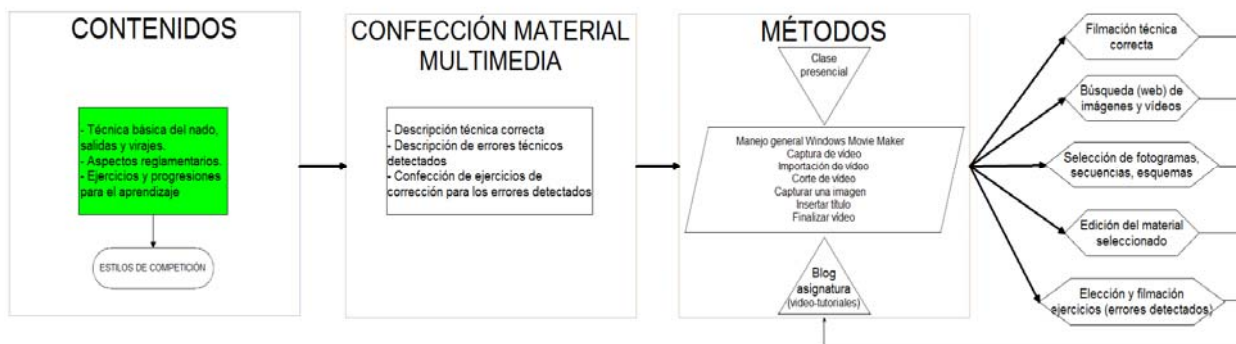 CONTENIDOS
- Técnica básica del nado,
salidas y virajes.
- Aspectos reglamentarios.
- Ejercicios y progresiones
para el aprendizaje
ESTILOS DE COMPETICIÓN
CONFECCIÓN MATERIAL
MULTIMEDIA
- Descripción técnica correcta
- Descripción de errores técnicos
detectados
- Confección de ejercicios de
corrección para los errores detectados
MÉTODOS
Clase
presencial
Manejo general Windows Movie Maker
Captura de vídeo
Importación de vídeo
Corte de vídeo
Capturar una imagen
Insertar título
Finalizar vídeo
Blog
asignatura
(video-tutoriales)
Filmación técnica
correcta
Búsqueda (web) de
imágenes y vídeos
Selección de fotogramas,
secuencias, esquemas
Edición del material
seleccionado
Elección y filmación
ejercicios (errores detectados)